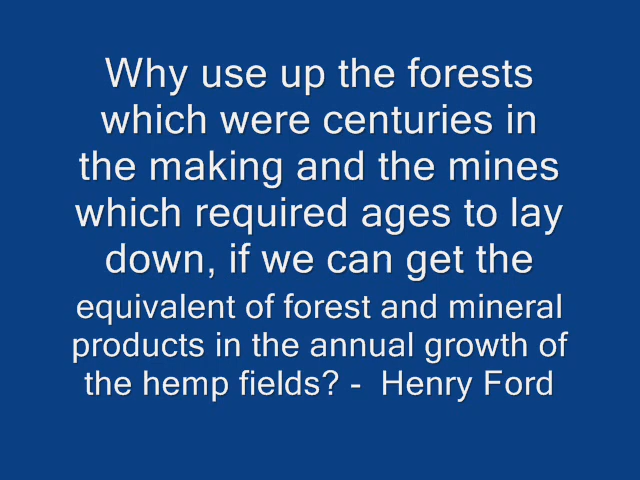 Why use up the forests
which were centuries in
the making and the mines
which required ages to lay
down, if we can get the
equivalent of forest and mineral
products in the annual growth of
the hemp fields? -  Henry Ford